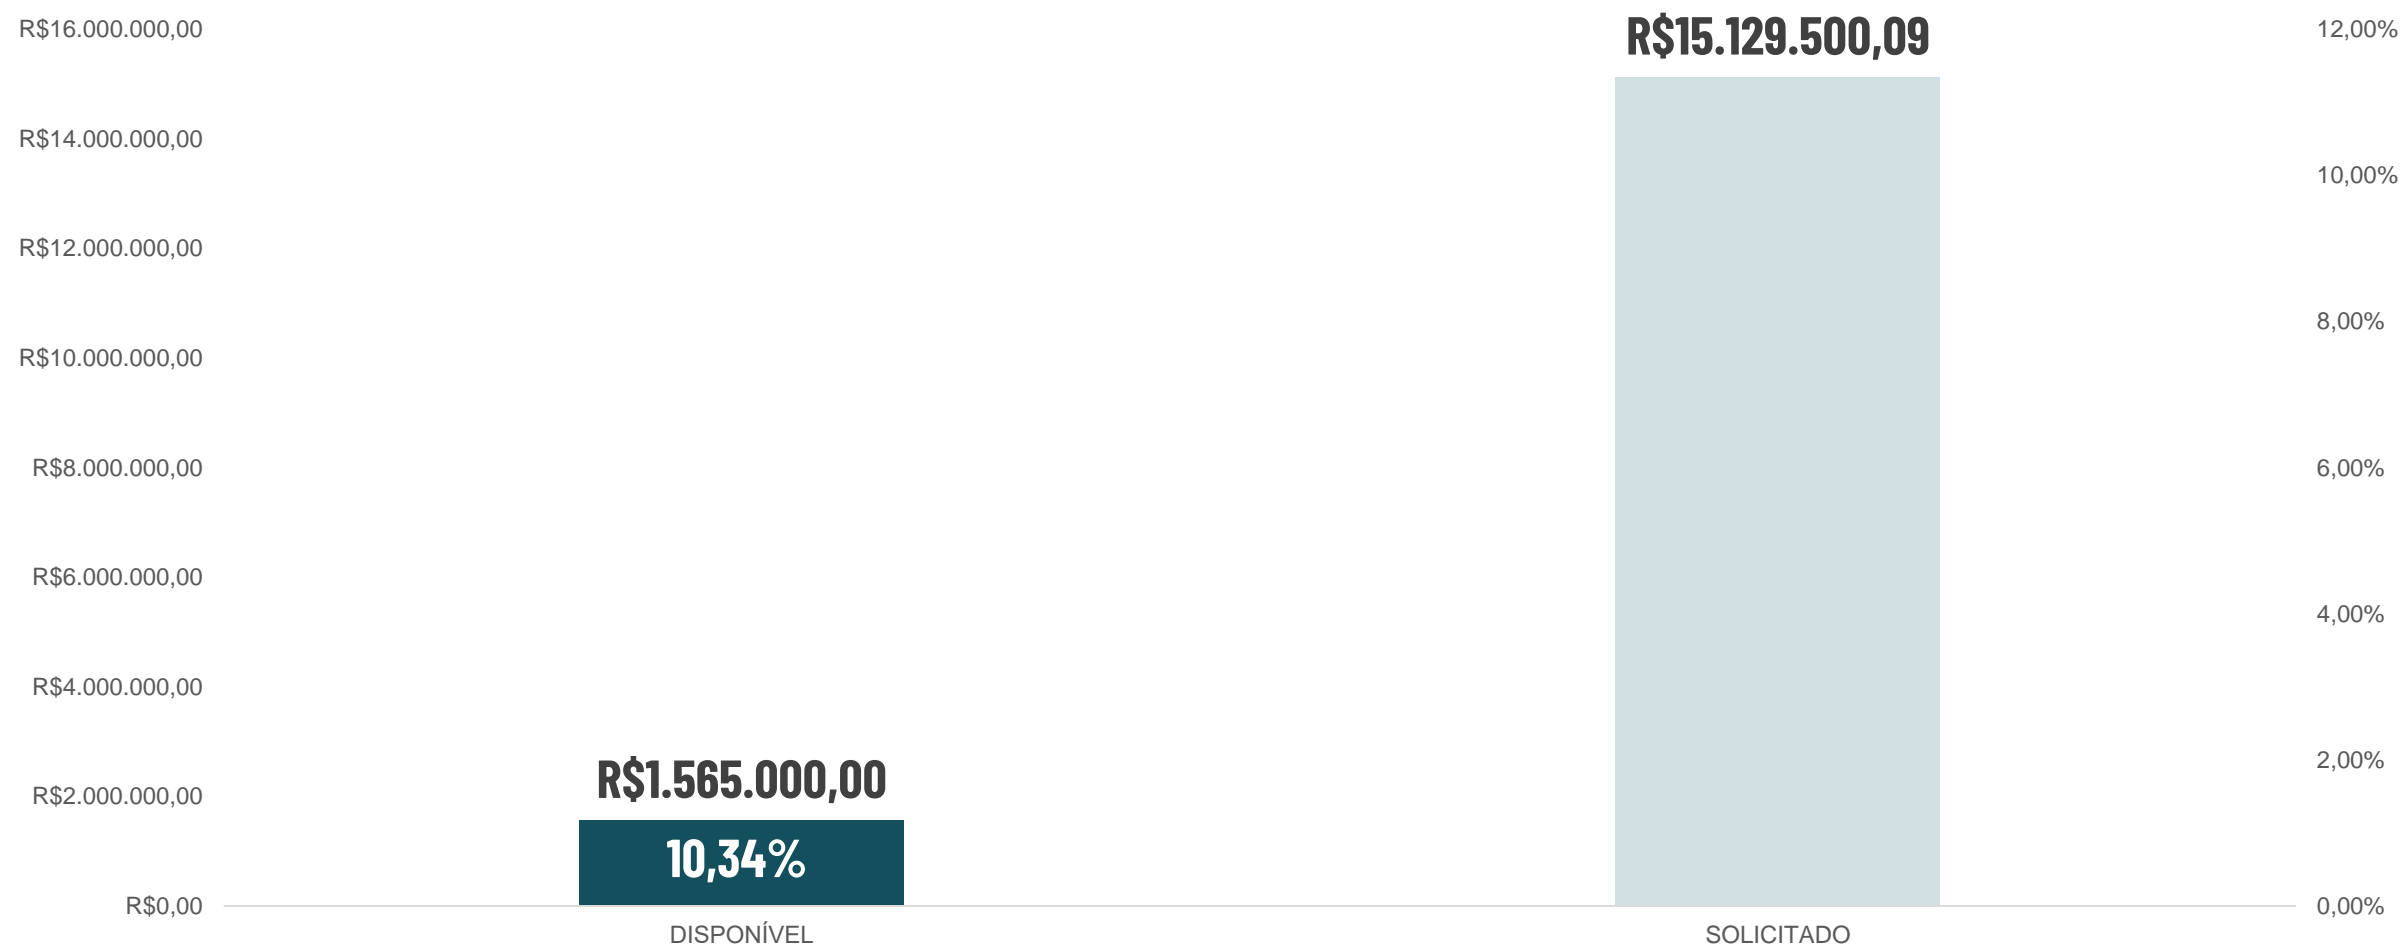 R$16.000.000,00
R$14.000.000,00
R$12.000.000,00
R$10.000.000,00
R$8.000.000,00
R$6.000.000,00
R$4.000.000,00
R$2.000.000,00
R$0,00
R$1.565.000,00
10,34%
DISPONÍVEL
R$15.129.500,09
SOLICITADO
12,00%
10,00%
8,00%
6,00%
4,00%
2,00%
0,00%